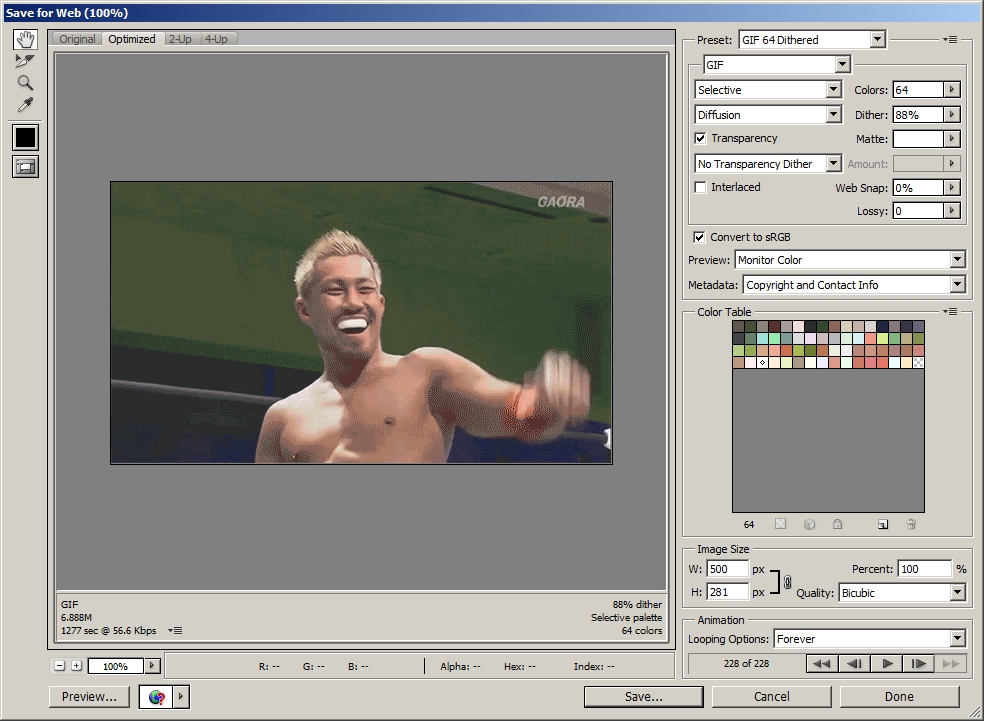 Save for Web (100%)
Original Optimized 2-Up 4-Up
Preset: GIF 64 Dithered
GIF
Selective Colors: 64
Diffusion Dither: 88%
Transparency Matte:
No Transparency Dither Amount:
Interlaced Web Snap: 0%
Lossy: 0
Convert to sRGB
Preview: Monitor Color
Metadata: Copyright and Contact Info
GAORA
Color Table
64
Image Size
W: 500 px Percent: 100 %
H: 281 px Quality: Bicubic
GIF 88% dither
6.888M Selective palette
1277 sec @ 56.6 Kbps 64 colors
Animation
Looping Options: Forever
100% R: -- G: -- B: -- Alpha: -- Hex: -- Index: --
228 of 228
Preview... Save... Cancel Done